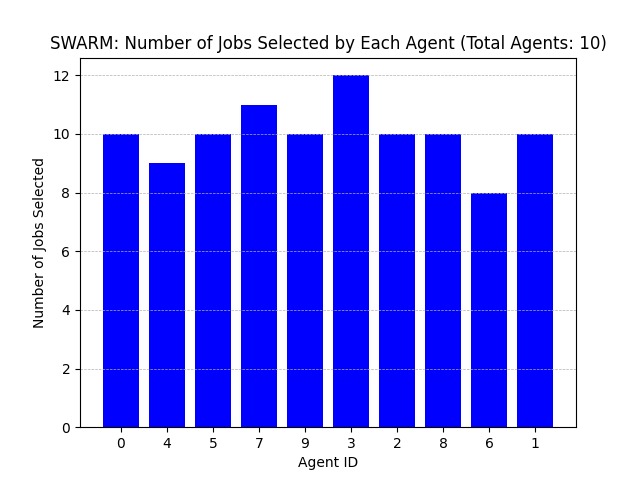 SWARM: Number of Jobs Selected by Each Agent (Total Agents: 10)
12
10
8
6
4
2
0
Number of Jobs Selected
0 4 5 7 9 3 2 8 6 1
Agent ID